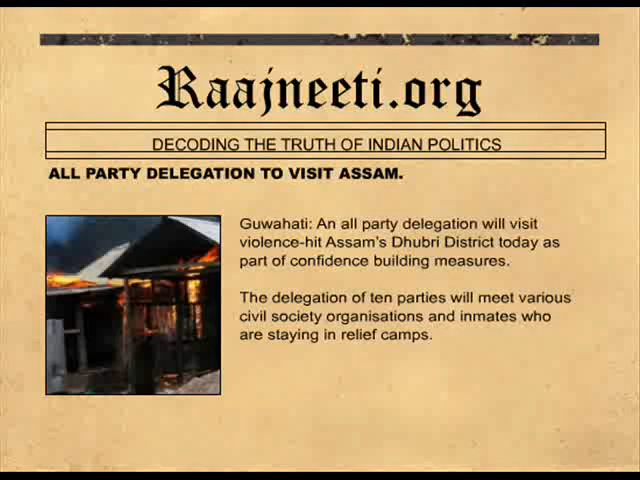 Raajneeti.org
DECODING THE TRUTH OF INDIAN POLITICS
ALL PARTY DELEGATION TO VISIT ASSAM.
Guwahati: An all party delegation will visit
violence-hit Assam's Dhubri District today as
part of confidence building measures.
The delegation of ten parties will meet various
civil society organisations and inmates who
are staying in relief camps.